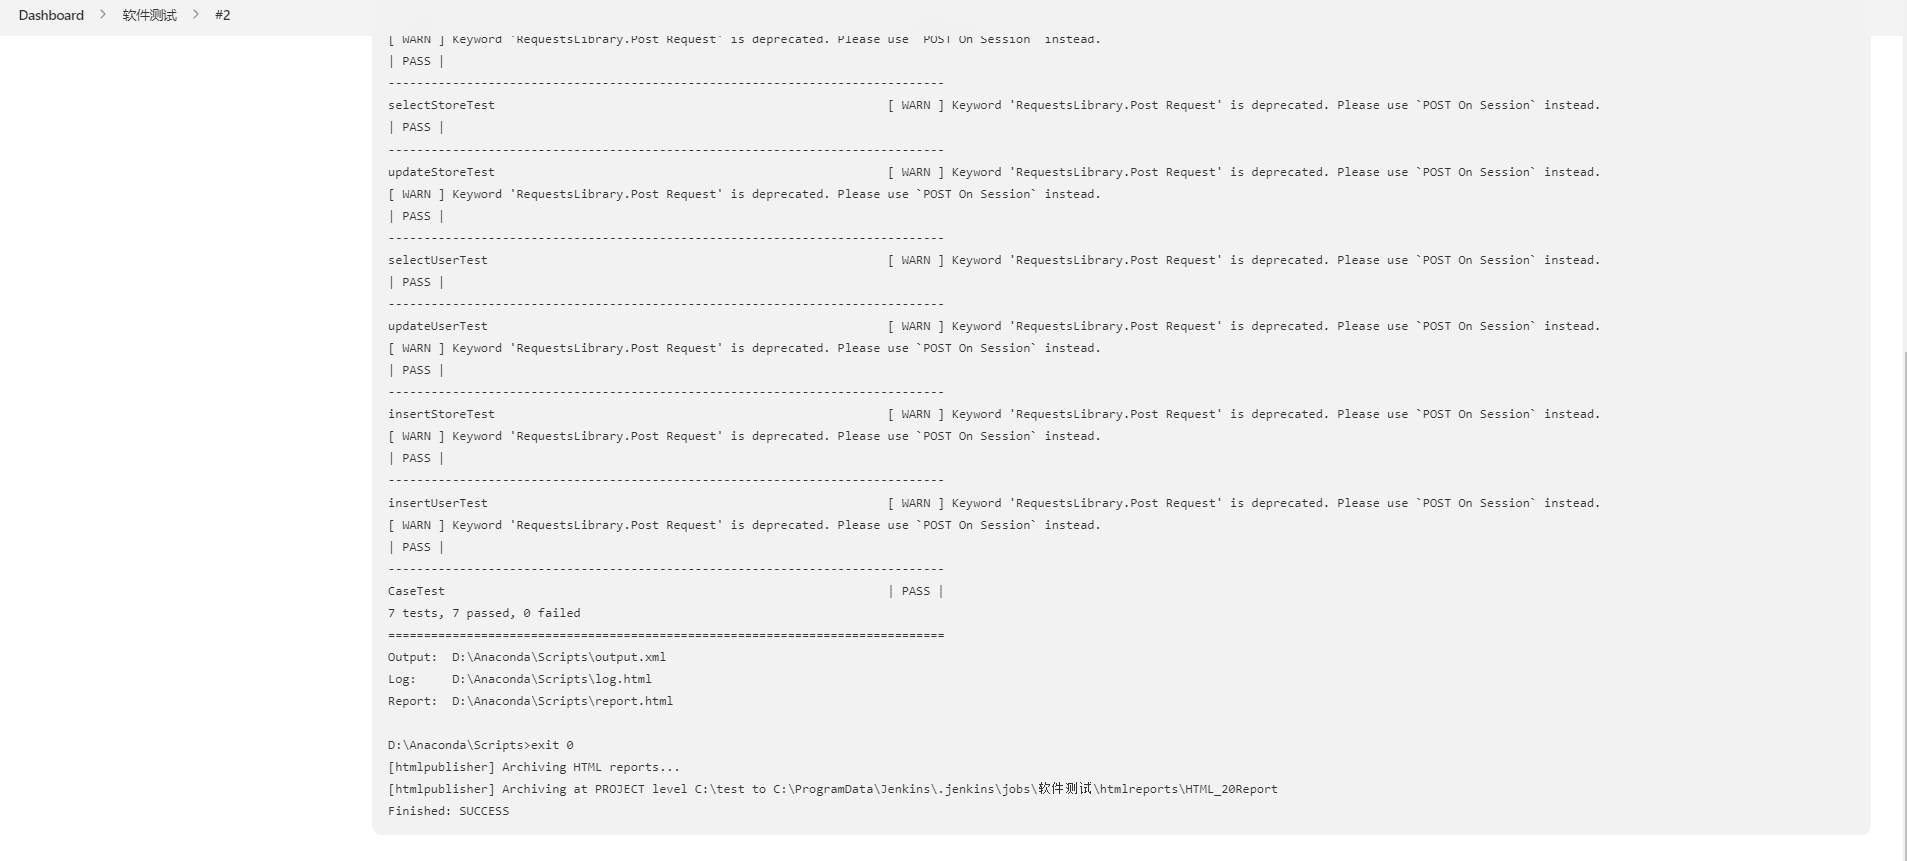 Dashboard > 软件测试 > #2
[ WARN ] Keyword 'RequestsLibrary.Post Request' is deprecated. Please use `POST On Session` instead.
| PASS |
------------------------------------------------------------------------------
selectStoreTest [ WARN ] Keyword 'RequestsLibrary.Post Request' is deprecated. Please use `POST On Session` instead.
| PASS |
------------------------------------------------------------------------------
updateStoreTest [ WARN ] Keyword 'RequestsLibrary.Post Request' is deprecated. Please use `POST On Session` instead.
[ WARN ] Keyword 'RequestsLibrary.Post Request' is deprecated. Please use `POST On Session` instead.
| PASS |
------------------------------------------------------------------------------
selectUserTest [ WARN ] Keyword 'RequestsLibrary.Post Request' is deprecated. Please use `POST On Session` instead.
| PASS |
------------------------------------------------------------------------------
updateUserTest [ WARN ] Keyword 'RequestsLibrary.Post Request' is deprecated. Please use `POST On Session` instead.
[ WARN ] Keyword 'RequestsLibrary.Post Request' is deprecated. Please use `POST On Session` instead.
| PASS |
------------------------------------------------------------------------------
insertStoreTest [ WARN ] Keyword 'RequestsLibrary.Post Request' is deprecated. Please use `POST On Session` instead.
[ WARN ] Keyword 'RequestsLibrary.Post Request' is deprecated. Please use `POST On Session` instead.
| PASS |
------------------------------------------------------------------------------
insertUserTest [ WARN ] Keyword 'RequestsLibrary.Post Request' is deprecated. Please use `POST On Session` instead.
[ WARN ] Keyword 'RequestsLibrary.Post Request' is deprecated. Please use `POST On Session` instead.
| PASS |
------------------------------------------------------------------------------
CaseTest | PASS |
7 tests, 7 passed, 0 failed
==============================================================================
Output: D:\Anaconda\Scripts\output.xml
Log: D:\Anaconda\Scripts\log.html
Report: D:\Anaconda\Scripts\report.html
D:\Anaconda\Scripts>exit 0
[htmlpublisher] Archiving HTML reports...
[htmlpublisher] Archiving at PROJECT level C:\test to C:\ProgramData\Jenkins\.jenkins\jobs\软件测试\htmlreports\HTML_20Report
Finished: SUCCESS